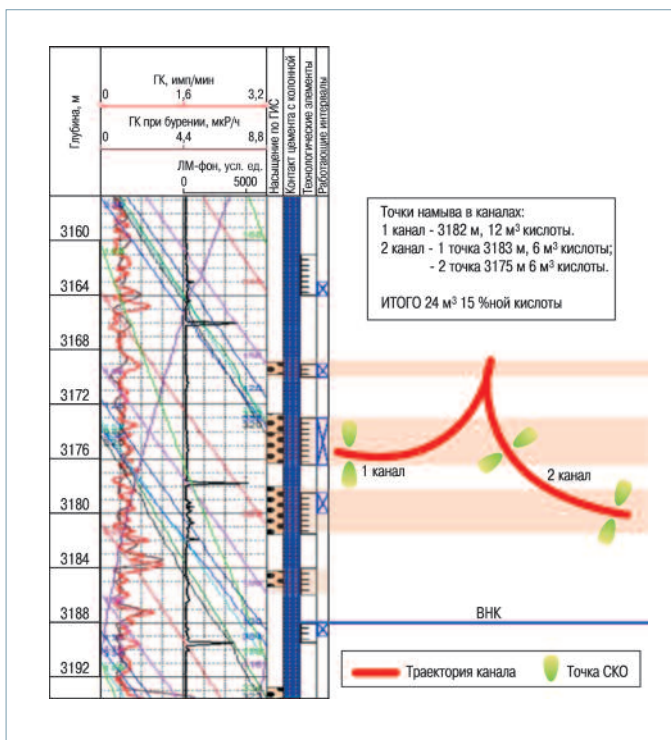 Глубина, м
ГК, имп/мин
0 1,6 3,2
ГК при бурении, мкР/ч
0 4,4 8,8
ЛМ-фон, усл. ед.
0 5000
Насыщение по ГИС
Контакт цемента с колонной
Технологические элементы
Работающие интервалы
3160
3164
3168
3172
3176
3180
3184
3188
3192
Точки намыва в каналах:
1 канал - 3182 м, 12 м³ кислоты.
2 канал - 1 точка 3183 м, 6 м³ кислоты;
- 2 точка 3175 м 6 м³ кислоты.
ИТОГО 24 м³ 15 %ной кислоты
1 канал
2 канал
ВНК
Траектория канала
Точка СКО